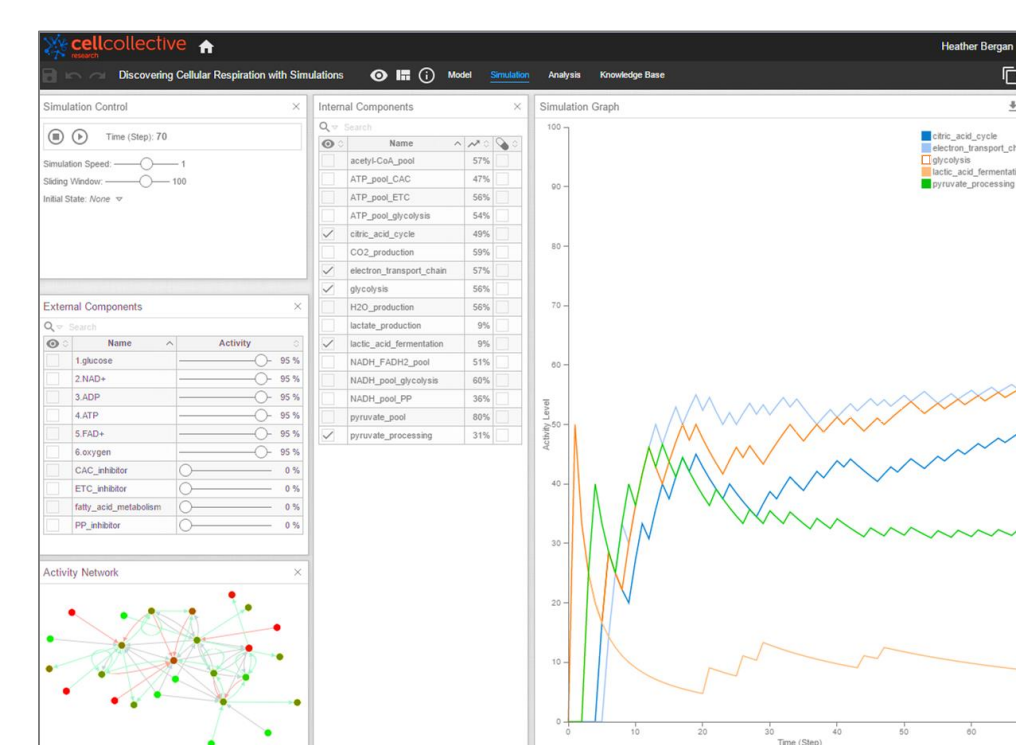 cellcollective
research
Heather Bergan
Discovering Cellular Respiration with Simulations
Model
Simulation
Analysis
Knowledge Base
Simulation Control
Time (Step): 70
Simulation Speed: 1
Sliding Window: 100
Initial State: None
External Components
Search
Name Activity
1.glucose 95 %
2.NAD+ 95 %
3.ADP 95 %
4.ATP 95 %
5.FAD+ 95 %
6.oxygen 95 %
CAC_inhibitor 0 %
ETC_inhibitor 0 %
fatty_acid_metabolism 0 %
PP_inhibitor 0 %
Activity Network
Internal Components
Search
Name
acetyl-CoA_pool 57%
ATP_pool_CAC 47%
ATP_pool_ETC 56%
ATP_pool_glycolysis 54%
citric_acid_cycle 49%
CO2_production 59%
electron_transport_chain 57%
glycolysis 56%
H2O_production 56%
lactate_production 9%
lactic_acid_fermentation 9%
NADH_FADH2_pool 51%
NADH_pool_glycolysis 60%
NADH_pool_PP 36%
pyruvate_pool 80%
pyruvate_processing 31%
Simulation Graph
citric_acid_cycle
electron_transport_ch
glycolysis
lactic_acid_fermentati
pyruvate_processing
100
90
80
70
60
50
40
30
20
10
0
Activity Level
0 10 20 30 40 50 60
Time (Step)